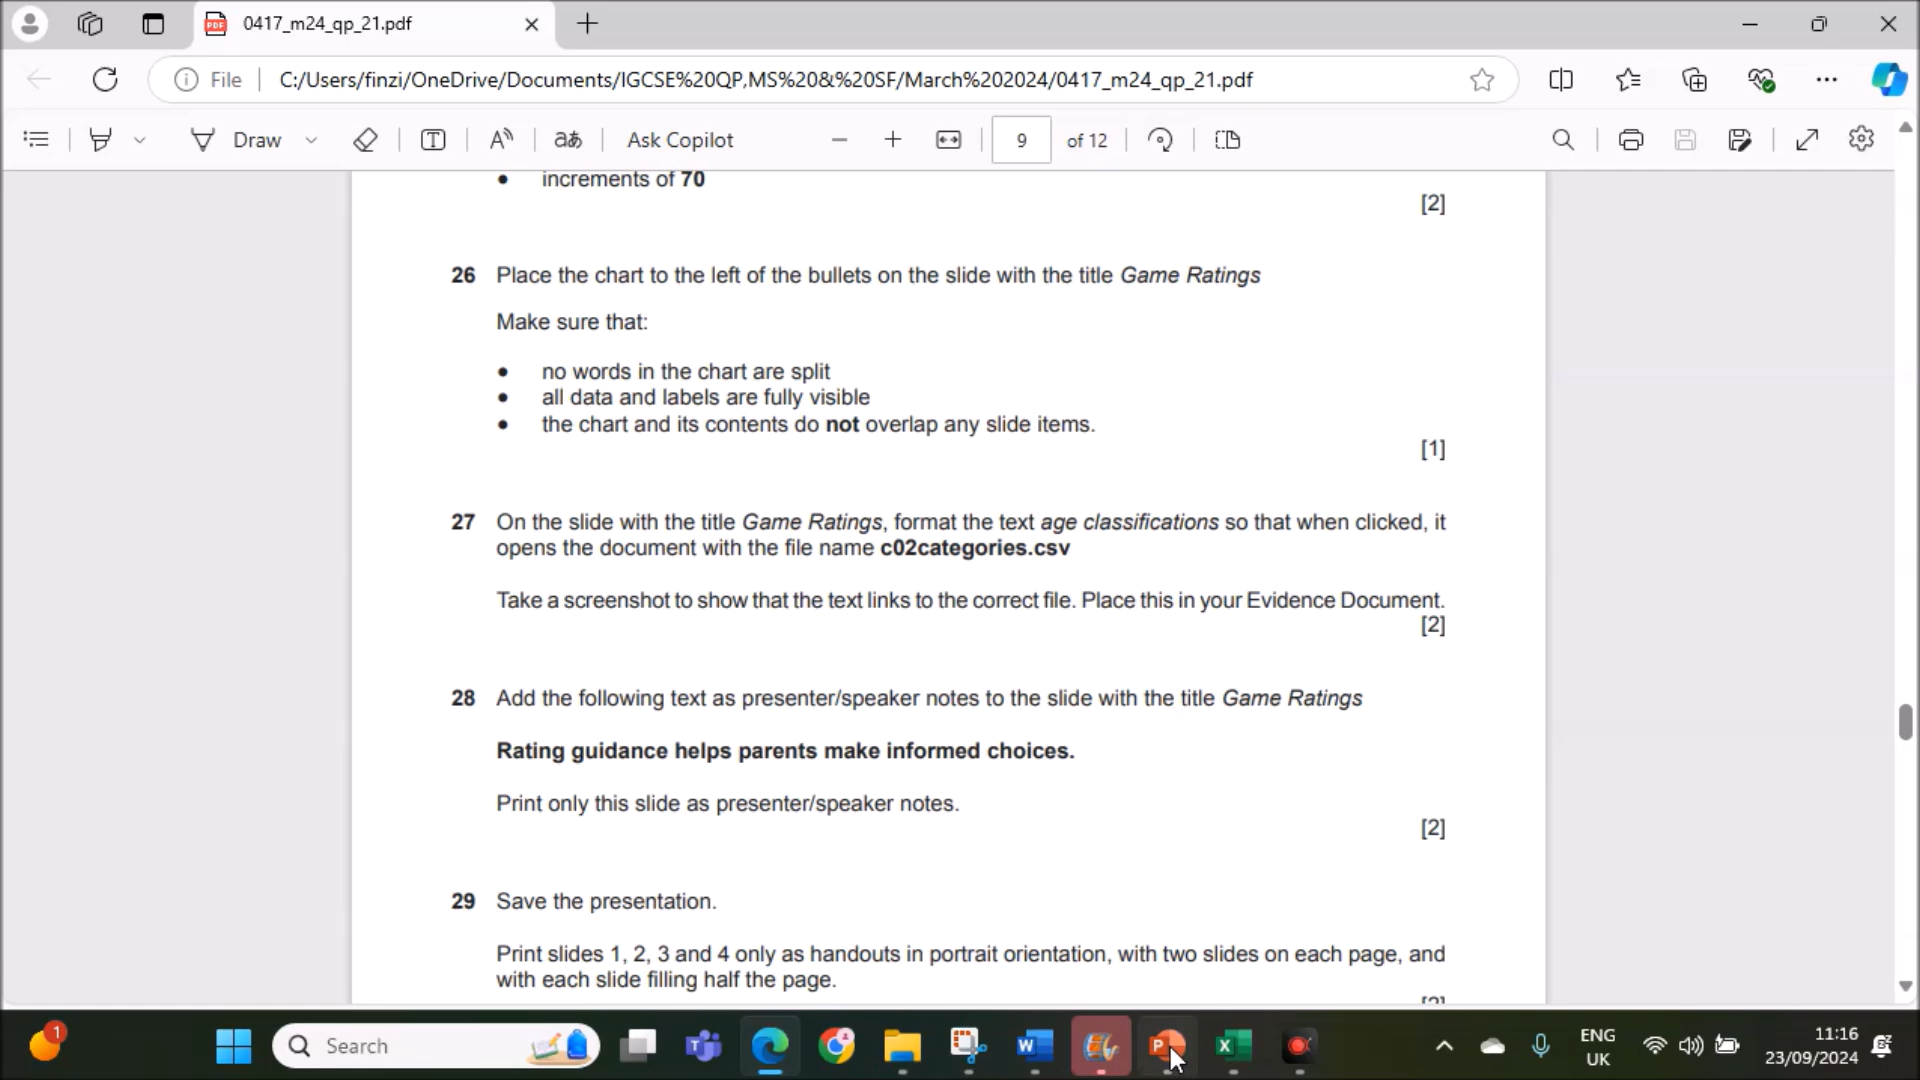 0417_m24_qp_21.pdf
File
C:/Users/finzi/OneDrive/Documents/IGCSE%20QP,MS%20&%20SF/March%202024/0417_m24_qp_21.pdf
Draw
Ask Copilot
9
of 12
• increments of 70
[2]
26 Place the chart to the left of the bullets on the slide with the title Game Ratings
Make sure that:
• no words in the chart are split
• all data and labels are fully visible
• the chart and its contents do not overlap any slide items.
[1]
27 On the slide with the title Game Ratings, format the text age classifications so that when clicked, it
opens the document with the file name c02categories.csv
Take a screenshot to show that the text links to the correct file. Place this in your Evidence Document.
[2]
28 Add the following text as presenter/speaker notes to the slide with the title Game Ratings
Rating guidance helps parents make informed choices.
Print only this slide as presenter/speaker notes.
[2]
29 Save the presentation.
Print slides 1, 2, 3 and 4 only as handouts in portrait orientation, with two slides on each page, and
with each slide filling half the page.
1
Search
ENG
UK
11:16
23/09/2024